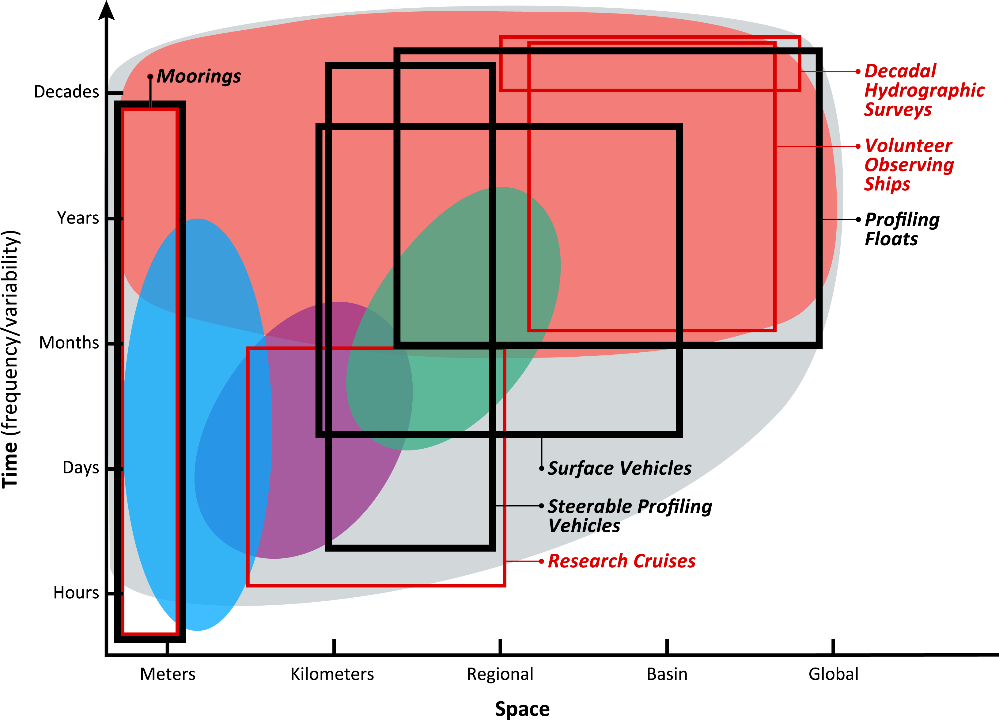 Moorings
Decades
Years
Months
Days
Hours
Time (frequency/variability)
Decadal
Hydrographic
Surveys
Volunteer
Observing
Ships
Profiling
Floats
Surface Vehicles
Steerable Profiling
Vehicles
Research Cruises
Meters
Kilometers
Regional
Basin
Global
Space